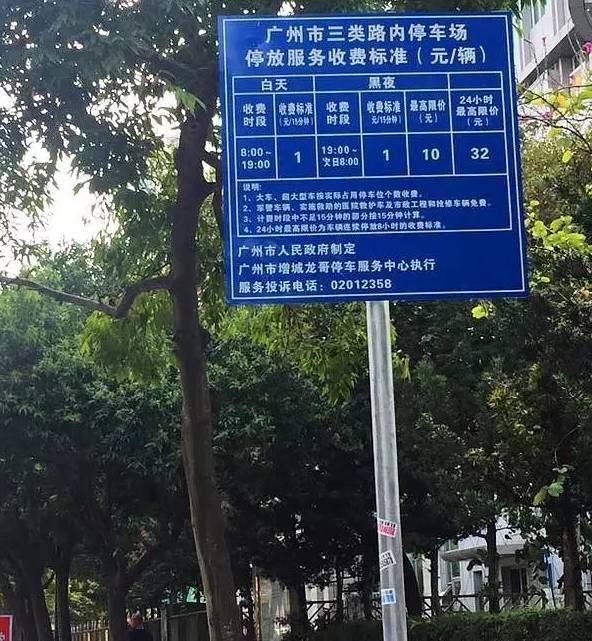 广州市三类路内停车场
停放服务收费标准（元/辆）
白天 黑夜
收费时段 收费标准（元/15分钟） 收费时段 收费标准（元/15分钟） 最高限价（元） 24小时最高限价（元）
8:00~19:00 1 19:00~次日8:00 1 10 32
说明：
1、大车、超大型车按实际占用停车位个数收费。
2、军警车辆、实施救助的医院救护车及市政工程和抢修车辆免费。
3、计费时段中不足15分钟的部分按15分钟计算。
4、24小时最高限价为车辆连续停放8小时的收费标准。
广州市人民政府制定
广州市增城龙哥停车服务中心执行
服务投诉电话：02012358